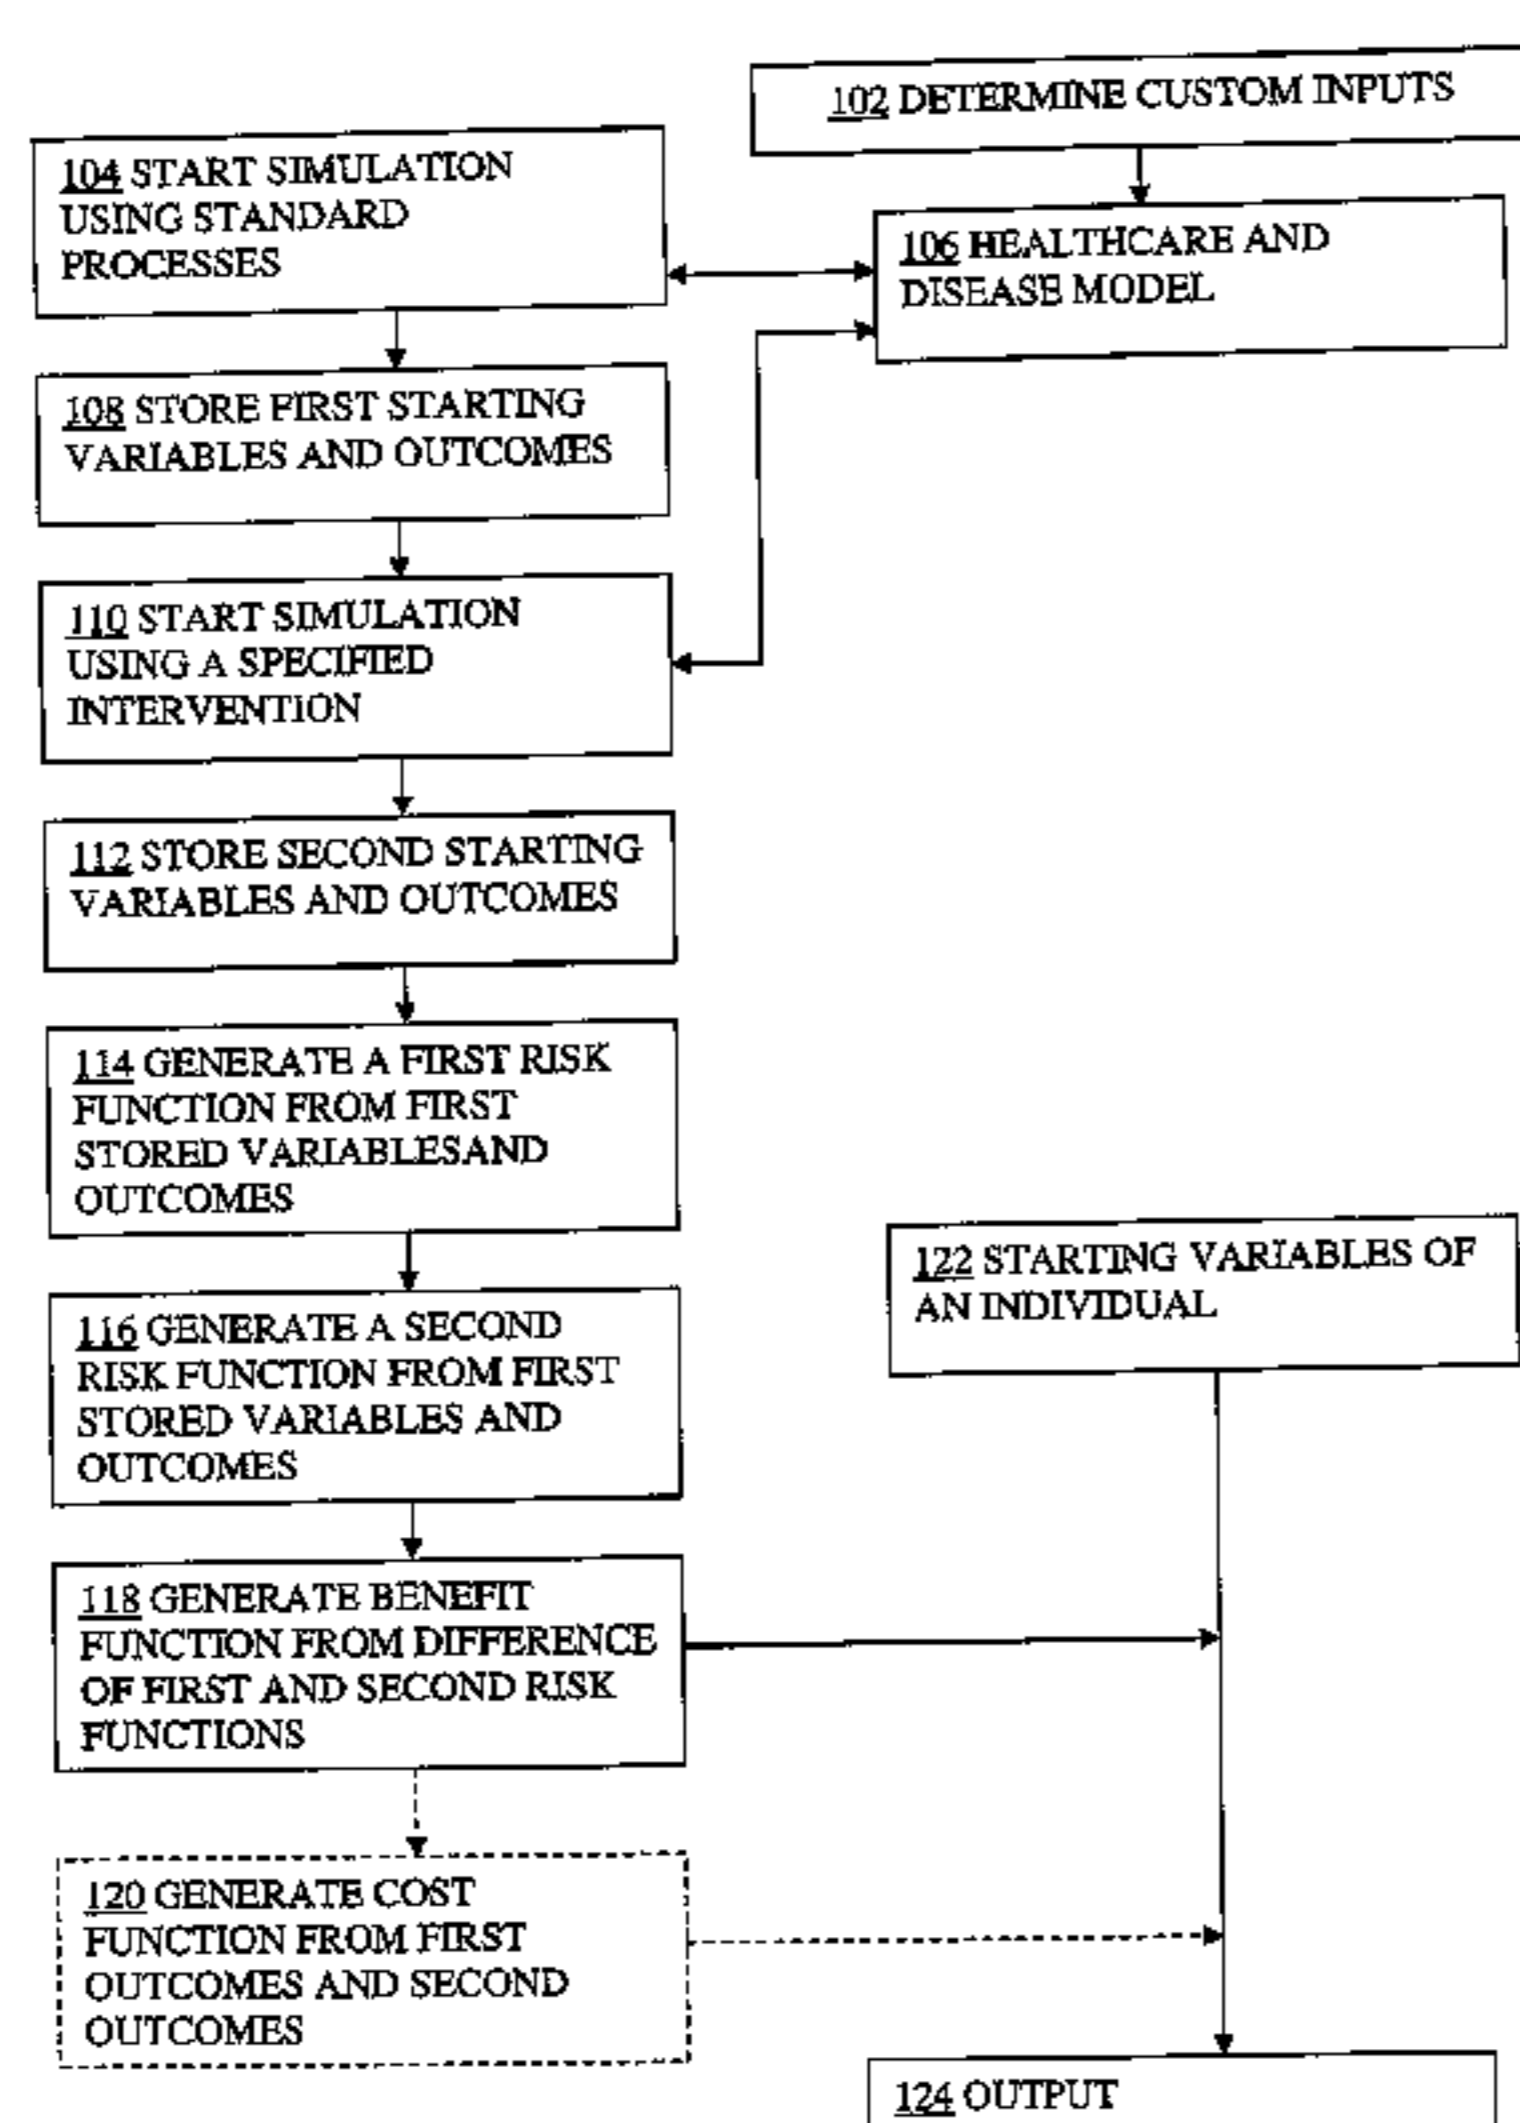 102 DETERMINE CUSTOM INPUTS
104 START SIMULATION
USING STANDARD
PROCESSES
106 HEALTHCARE AND
DISEASE MODEL
108 STORE FIRST STARTING
VARIABLES AND OUTCOMES
110 START SIMULATION
USING A SPECIFIED
INTERVENTION
112 STORE SECOND STARTING
VARIABLES AND OUTCOMES
114 GENERATE A FIRST RISK
FUNCTION FROM FIRST
STORED VARIABLESAND
OUTCOMES
122 STARTING VARIABLES OF
AN INDIVIDUAL
116 GENERATE A SECOND
RISK FUNCTION FROM FIRST
STORED VARIABLES AND
OUTCOMES
118 GENERATE BENEFIT
FUNCTION FROM DIFFERENCE
OF FIRST AND SECOND RISK
FUNCTIONS
120 GENERATE COST
FUNCTION FROM FIRST
OUTCOMES AND SECOND
OUTCOMES
124 OUTPUT